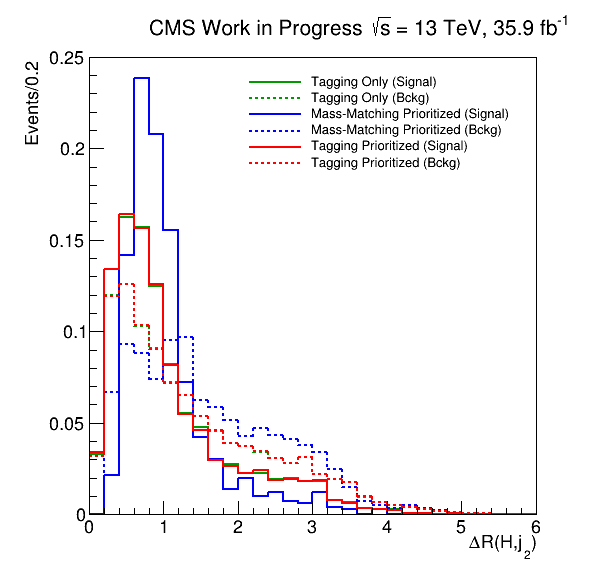 CMS Work in Progress √s = 13 TeV, 35.9 fb⁻¹
Events/0.2
0.25
0.2
0.15
0.1
0.05
0
Tagging Only (Signal)
Tagging Only (Bckg)
Mass-Matching Prioritized (Signal)
Mass-Matching Prioritized (Bckg)
Tagging Prioritized (Signal)
Tagging Prioritized (Bckg)
0 1 2 3 4 5 6
ΔR(H,j₂)